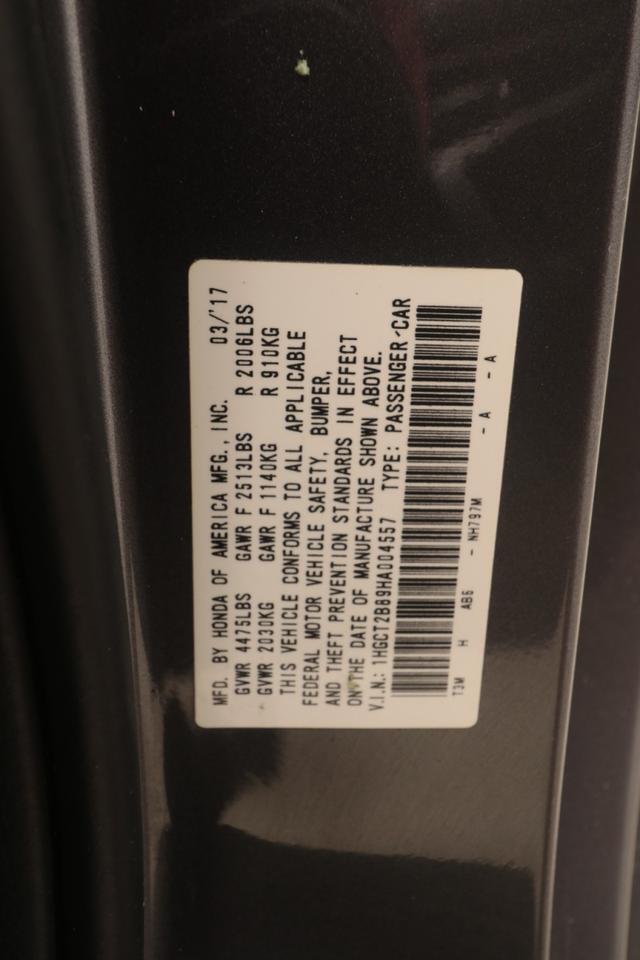 MFD. BY HONDA OF AMERICA MFG., INC. 03/'17
GVWR 4475LBS GAWR F 2513LBS R 2006LBS
GVWR 2030KG GAWR F 1140KG R 910KG
THIS VEHICLE CONFORMS TO ALL APPLICABLE
FEDERAL MOTOR VEHICLE SAFETY, BUMPER,
AND THEFT PREVENTION STANDARDS IN EFFECT
ON THE DATE OF MANUFACTURE SHOWN ABOVE.
V.I.N.: 1HGCT2B89HA004557 TYPE: PASSENGER CAR
T3M H AB6 - NH797M - A - A